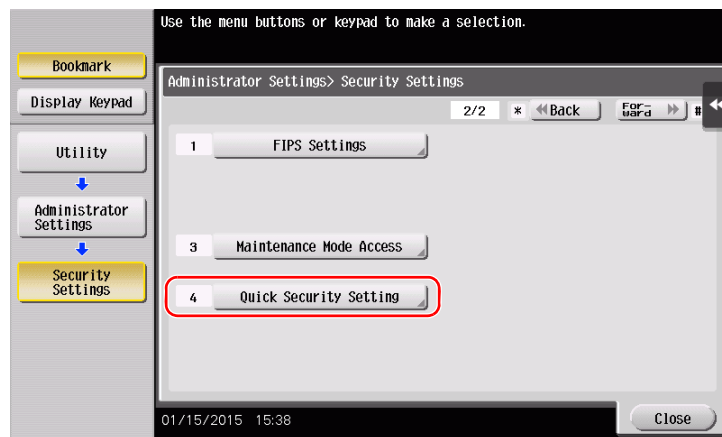 Use the menu buttons or keypad to make a selection.
Bookmark
Display Keypad
Utility
Administrator
Settings
Security
Settings
Administrator Settings> Security Settings
2/2 * Back For-
ward #
1 FIPS Settings
3 Maintenance Mode Access
4 Quick Security Setting
01/15/2015 15:38
Close